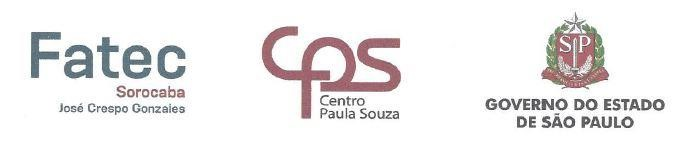 Fatec
Sorocaba
José Crespo Gonzales
cps
Centro
Paula Souza
SP
GOVERNO DO ESTADO
DE SÃO PAULO